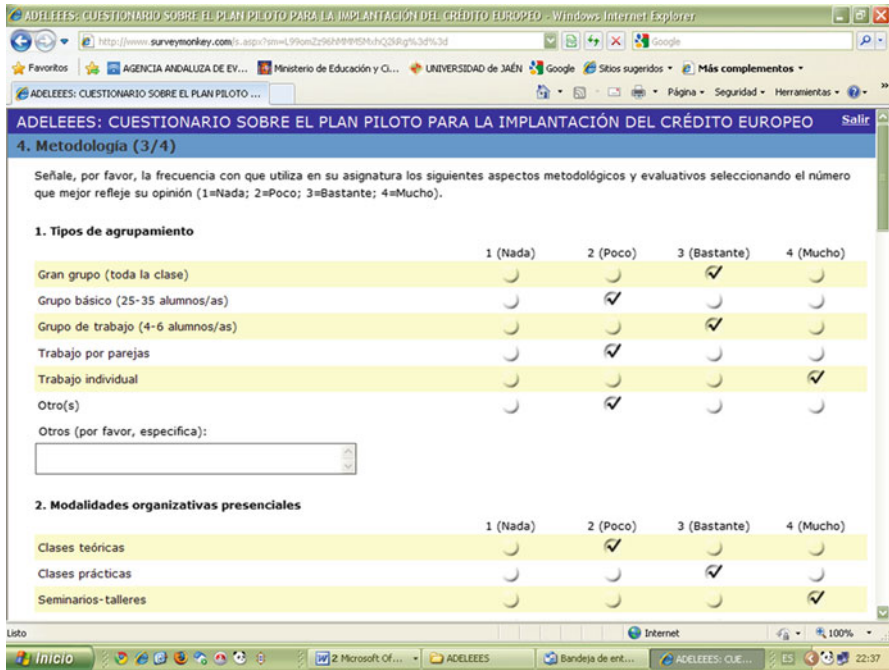 ADELEEES: CUESTIONARIO SOBRE EL PLAN PILOTO PARA LA IMPLANTACIÓN DEL CRÉDITO EUROPEO - Windows Internet Explorer
Google
Favoritos AGENCIA ANDALUZA DE EV... Ministerio de Educación y Ci... UNIVERSIDAD de JAÉN Google Sitios sugeridos Más complementos
ADELEEES: CUESTIONARIO SOBRE EL PLAN PILOTO ... Página Seguridad Herramientas
ADELEEES: CUESTIONARIO SOBRE EL PLAN PILOTO PARA LA IMPLANTACIÓN DEL CRÉDITO EUROPEO Salir
4. Metodología (3/4)
Señale, por favor, la frecuencia con que utiliza en su asignatura los siguientes aspectos metodológicos y evaluativos seleccionando el número
que mejor refleje su opinión (1=Nada; 2=Poco; 3=Bastante; 4=Mucho).
1. Tipos de agrupamiento
1 (Nada) 2 (Poco) 3 (Bastante) 4 (Mucho)
Gran grupo (toda la clase)
Grupo básico (25-35 alumnos/as)
Grupo de trabajo (4-6 alumnos/as)
Trabajo por parejas
Trabajo individual
Otro(s)
Otros (por favor, especifica):
2. Modalidades organizativas presenciales
1 (Nada) 2 (Poco) 3 (Bastante) 4 (Mucho)
Clases teóricas
Clases prácticas
Seminarios-talleres
Listo Internet 100%
Inicio 2 Microsoft Of... ADELEEES Bandeja de ent... ADELEEES: CUE... ES 22:37